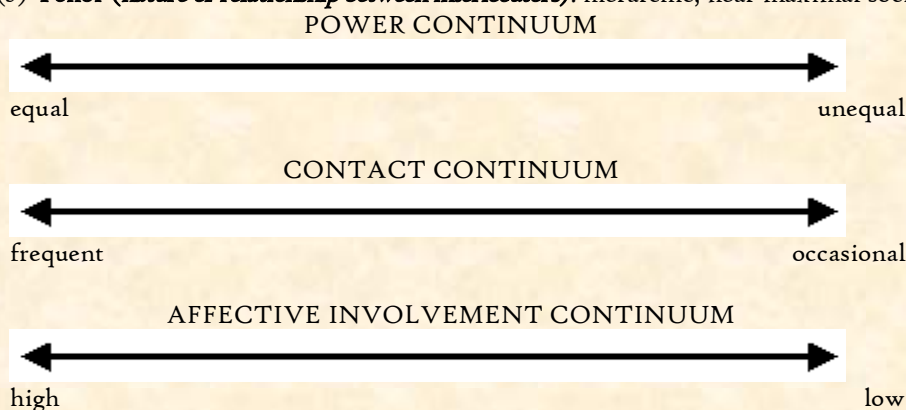 POWER CONTINUUM
equal unequal
CONTACT CONTINUUM
frequent occasional
AFFECTIVE INVOLVEMENT CONTINUUM
high low